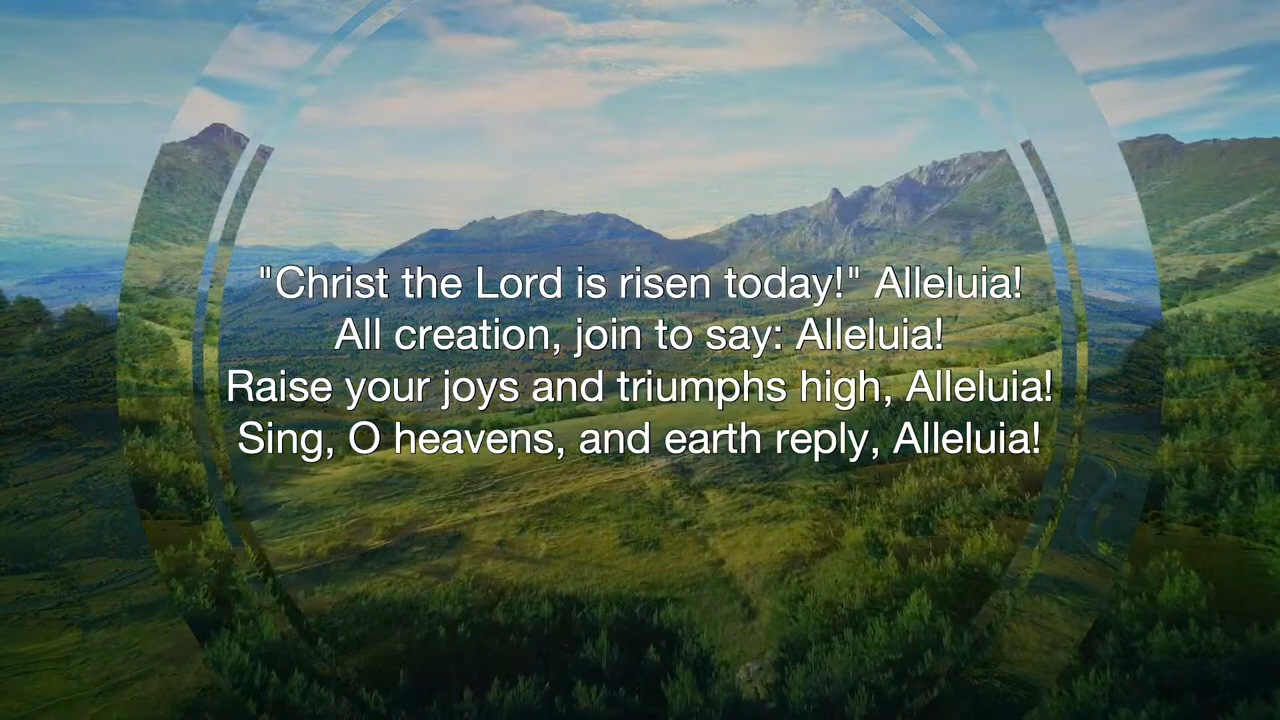 "Christ the Lord is risen today!" Alleluia!
All creation, join to say: Alleluia!
Raise your joys and triumphs high, Alleluia!
Sing, O heavens, and earth reply, Alleluia!